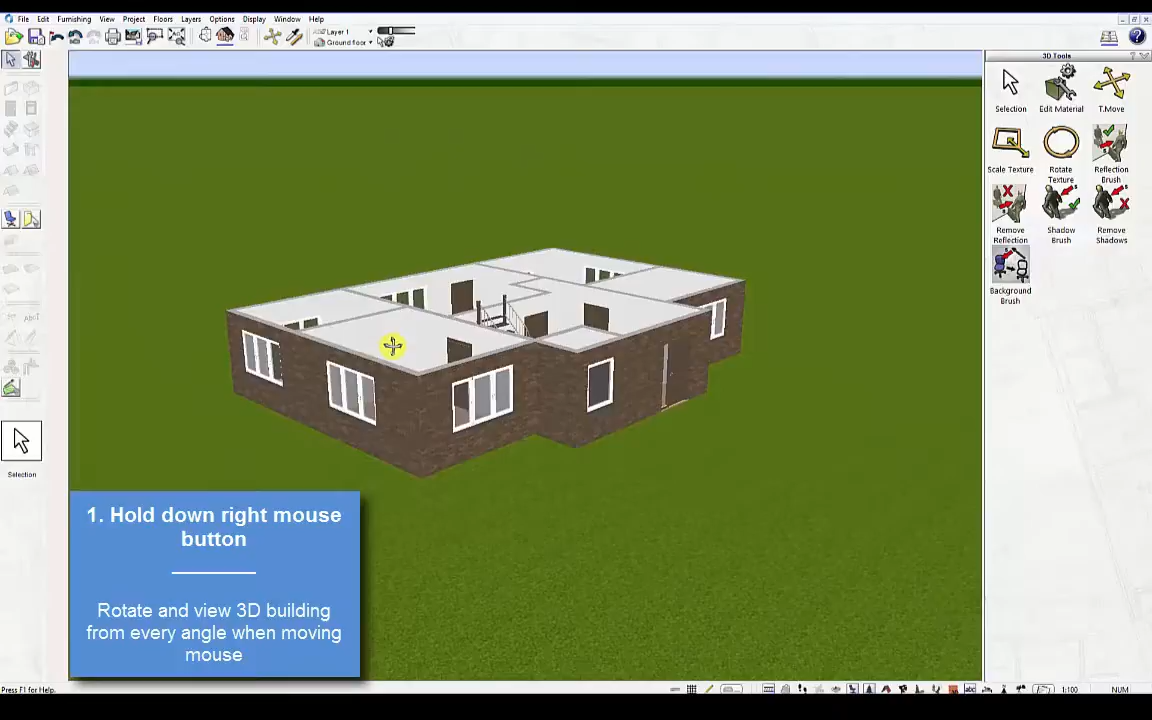 File Edit Furnishing View Project Floors Layers Options Display Window Help
Layer 1
Ground floor
3D Tools
Selection Edit Material T.Move
Scale Texture Rotate Texture Reflection Brush
Remove Reflection Shadow Brush Remove Shadows
Background Brush
Selection
1. Hold down right mouse
button
Rotate and view 3D building
from every angle when moving
mouse
Press F1 for Help.
1:100 NUM